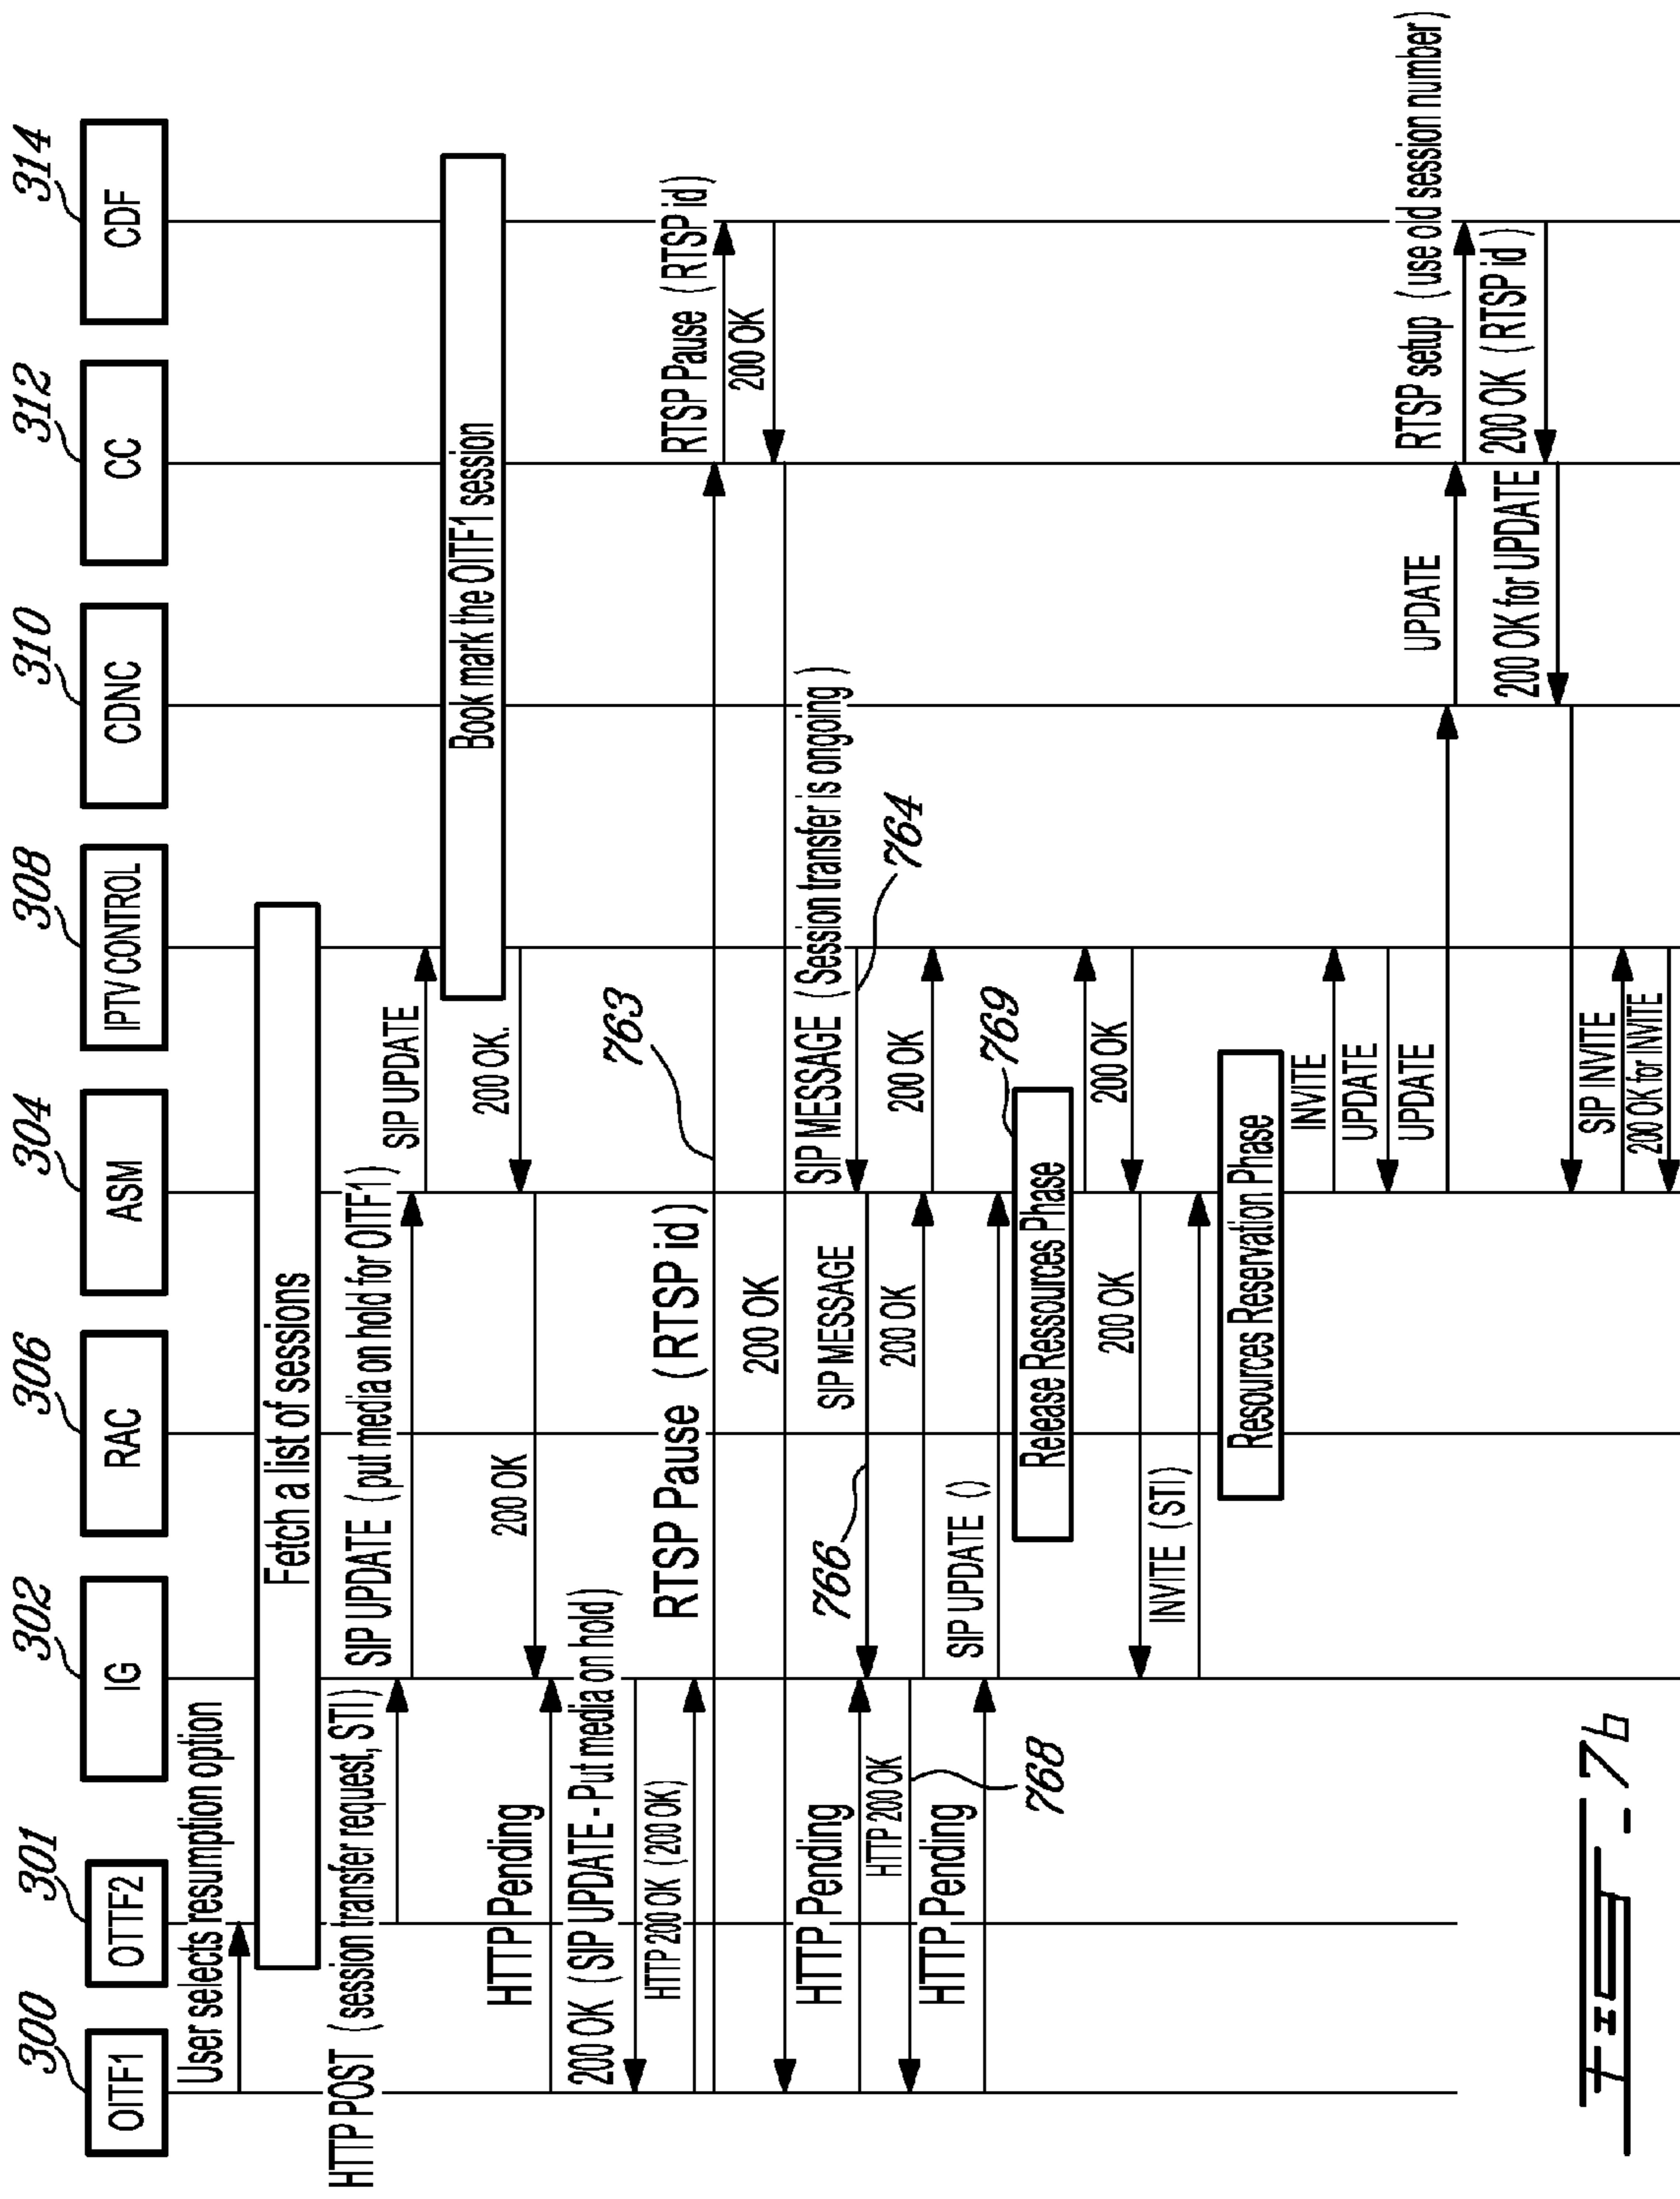 300
301
302
306
304
308
310
312
314
OITF1
OTTF2
IG
RAC
ASM
IPTV CONTROL
CDNC
CC
CDF
User selects resumption option
Fetch a list of sessions
HTTP POST ( session transfer request, STI )
SIP UPDATE ( put media on hold for OITF1 )
SIP UPDATE
Book mark the OITF1 session
200 OK.
200 OK
HTTP Pending
200 OK ( SIP UPDATE - Put media on hold )
HTTP 200 OK ( 200 OK )
RTSP Pause ( RTSP id )
763
RTSP Pause ( RTSP id )
200 OK
200 OK
SIP MESSAGE ( Session transfer is ongoing )
764
HTTP Pending
SIP MESSAGE
766
HTTP 200 OK
768
200 OK
200 OK
HTTP Pending
SIP UPDATE ()
769
Release Ressources Phase
200 OK
200 OK
INVITE ( STI )
Resources Reservation Phase
INVITE
UPDATE
UPDATE
UPDATE
RTSP setup ( use old session number )
200 OK ( RTSP id )
200 OK for UPDATE
SIP INVITE
200 OK for INVITE
FIG - 7b